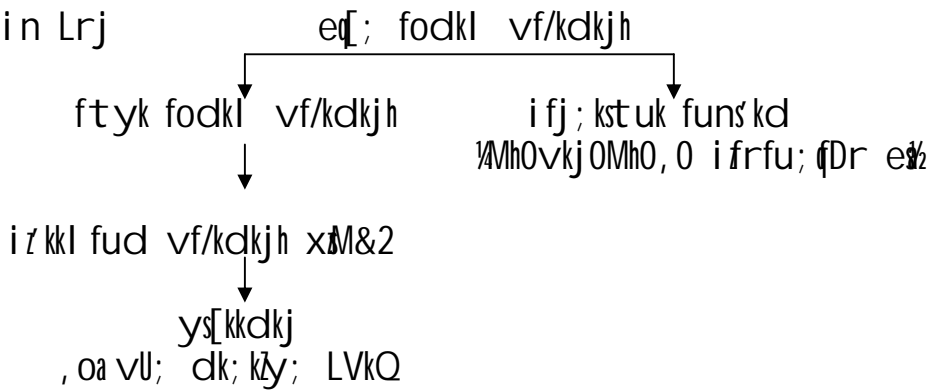 in Lrj eq[; fodkl vf/kdkjh
ftyk fodkl vf/kdkjh ifj;kstuk funs'kd
¼Mh0vkj0Mh0,0 ifrfu;qfDr es½
iz'kklfud vf/kdkjh xzsM&2
ys[kkdkj
,oa vU; dk;kZy; LVkQ